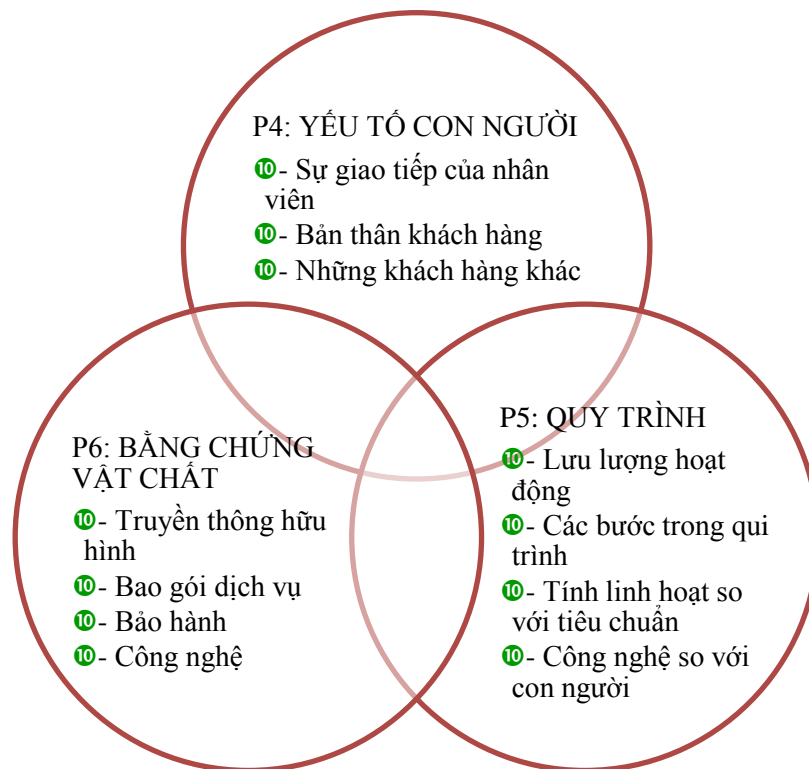 P4: YẾU TỐ CON NGƯỜI
❿- Sự giao tiếp của nhân
viên
❿- Bản thân khách hàng
❿- Những khách hàng khác
P6: BẰNG CHỨNG
VẬT CHẤT
❿- Truyền thông hữu
hình
❿- Bao gói dịch vụ
❿- Bảo hành
❿- Công nghệ
P5: QUY TRÌNH
❿- Lưu lượng hoạt
động
❿- Các bước trong qui
trình
❿- Tính linh hoạt so
với tiêu chuẩn
❿- Công nghệ so với
con người